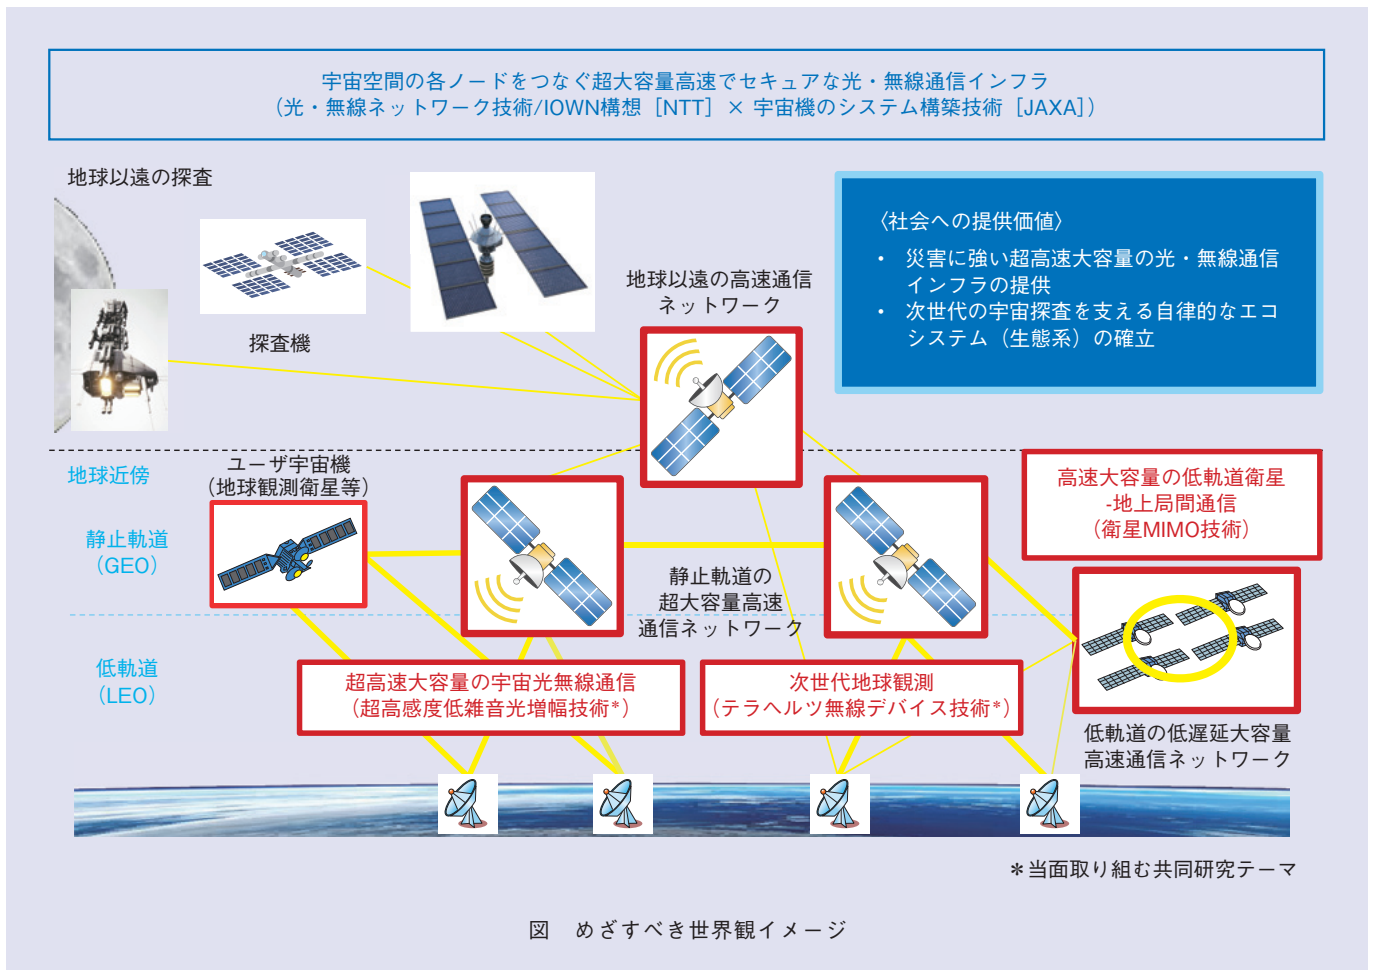 宇宙空間の各ノードをつなぐ超大容量高速でセキュアな光・無線通信インフラ
（光・無線ネットワーク技術/IOWN構想［NTT］× 宇宙機のシステム構築技術［JAXA］）
地球以遠の探査
〈社会への提供価値〉
・ 災害に強い超高速大容量の光・無線通信
インフラの提供
・ 次世代の宇宙探査を支える自律的なエコ
システム（生態系）の確立
地球以遠の高速通信
ネットワーク
探査機
地球近傍
ユーザ宇宙機
（地球観測衛星等）
高速大容量の低軌道衛星
-地上局間通信
（衛星MIMO技術）
静止軌道
（GEO）
静止軌道の
超大容量高速
通信ネットワーク
低軌道
（LEO）
超高速大容量の宇宙光無線通信
（超高感度低雑音光増幅技術*）
次世代地球観測
（テラヘルツ無線デバイス技術*）
低軌道の低遅延大容量
高速通信ネットワーク
＊当面取り組む共同研究テーマ
図　めざすべき世界観イメージ